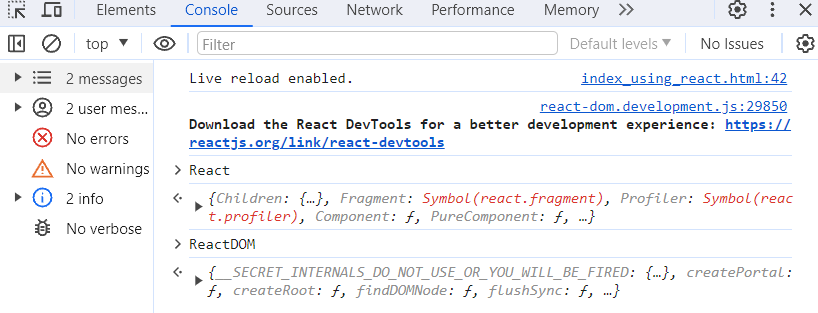 Elements Console Sources Network Performance Memory
top Filter Default levels No Issues
2 messages
2 user mes...
No errors
No warnings
2 info
No verbose
Live reload enabled. index_using_react.html:42
react-dom.development.js:29850
Download the React DevTools for a better development experience: https://
reactjs.org/link/react-devtools
React
{Children: {…}, Fragment: Symbol(react.fragment), Profiler: Symbol(reac
t.profiler), Component: ƒ, PureComponent: ƒ, …}
ReactDOM
{__SECRET_INTERNALS_DO_NOT_USE_OR_YOU_WILL_BE_FIRED: {…}, createPortal:
ƒ, createRoot: ƒ, findDOMNode: ƒ, flushSync: ƒ, …}